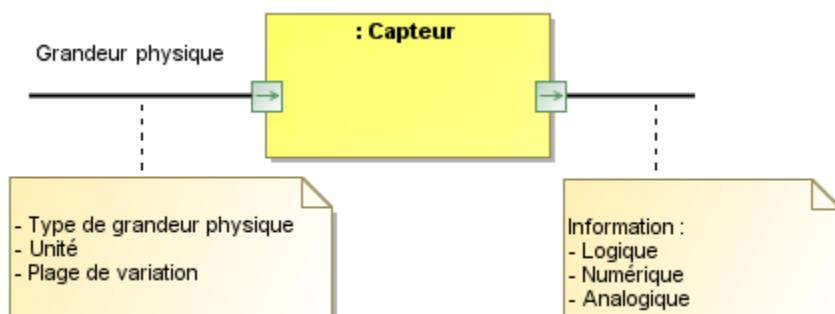 : Capteur
Grandeur physique
- Type de grandeur physique
- Unité
- Plage de variation
Information :
- Logique
- Numérique
- Analogique